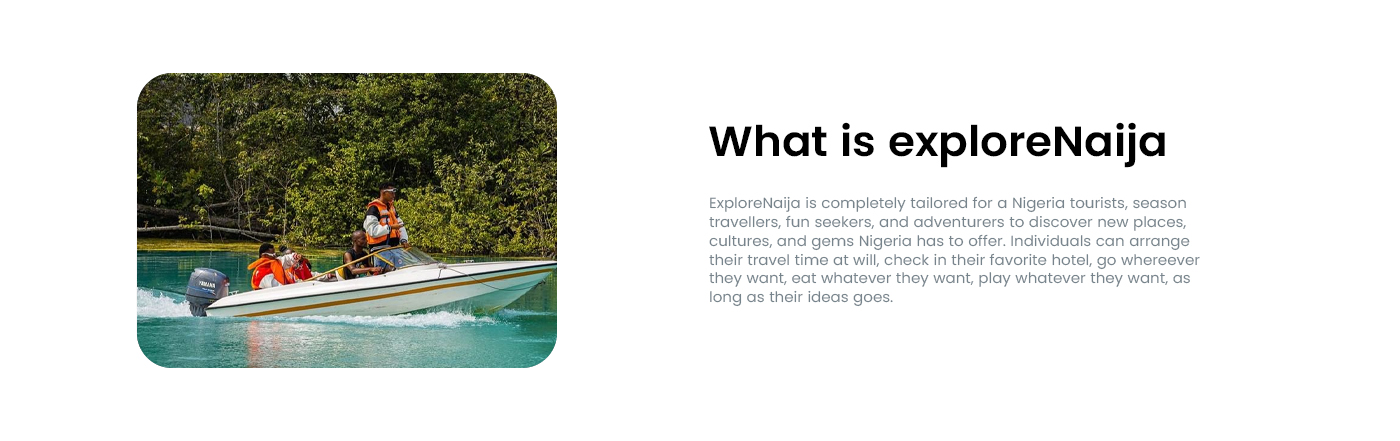 What is exploreNaija
ExploreNaija is completely tailored for a Nigeria tourists, season
travellers, fun seekers, and adventurers to discover new places,
cultures, and gems Nigeria has to offer. Individuals can arrange
their travel time at will, check in their favorite hotel, go whereever
they want, eat whatever they want, play whatever they want, as
long as their ideas goes.
YAMAHA